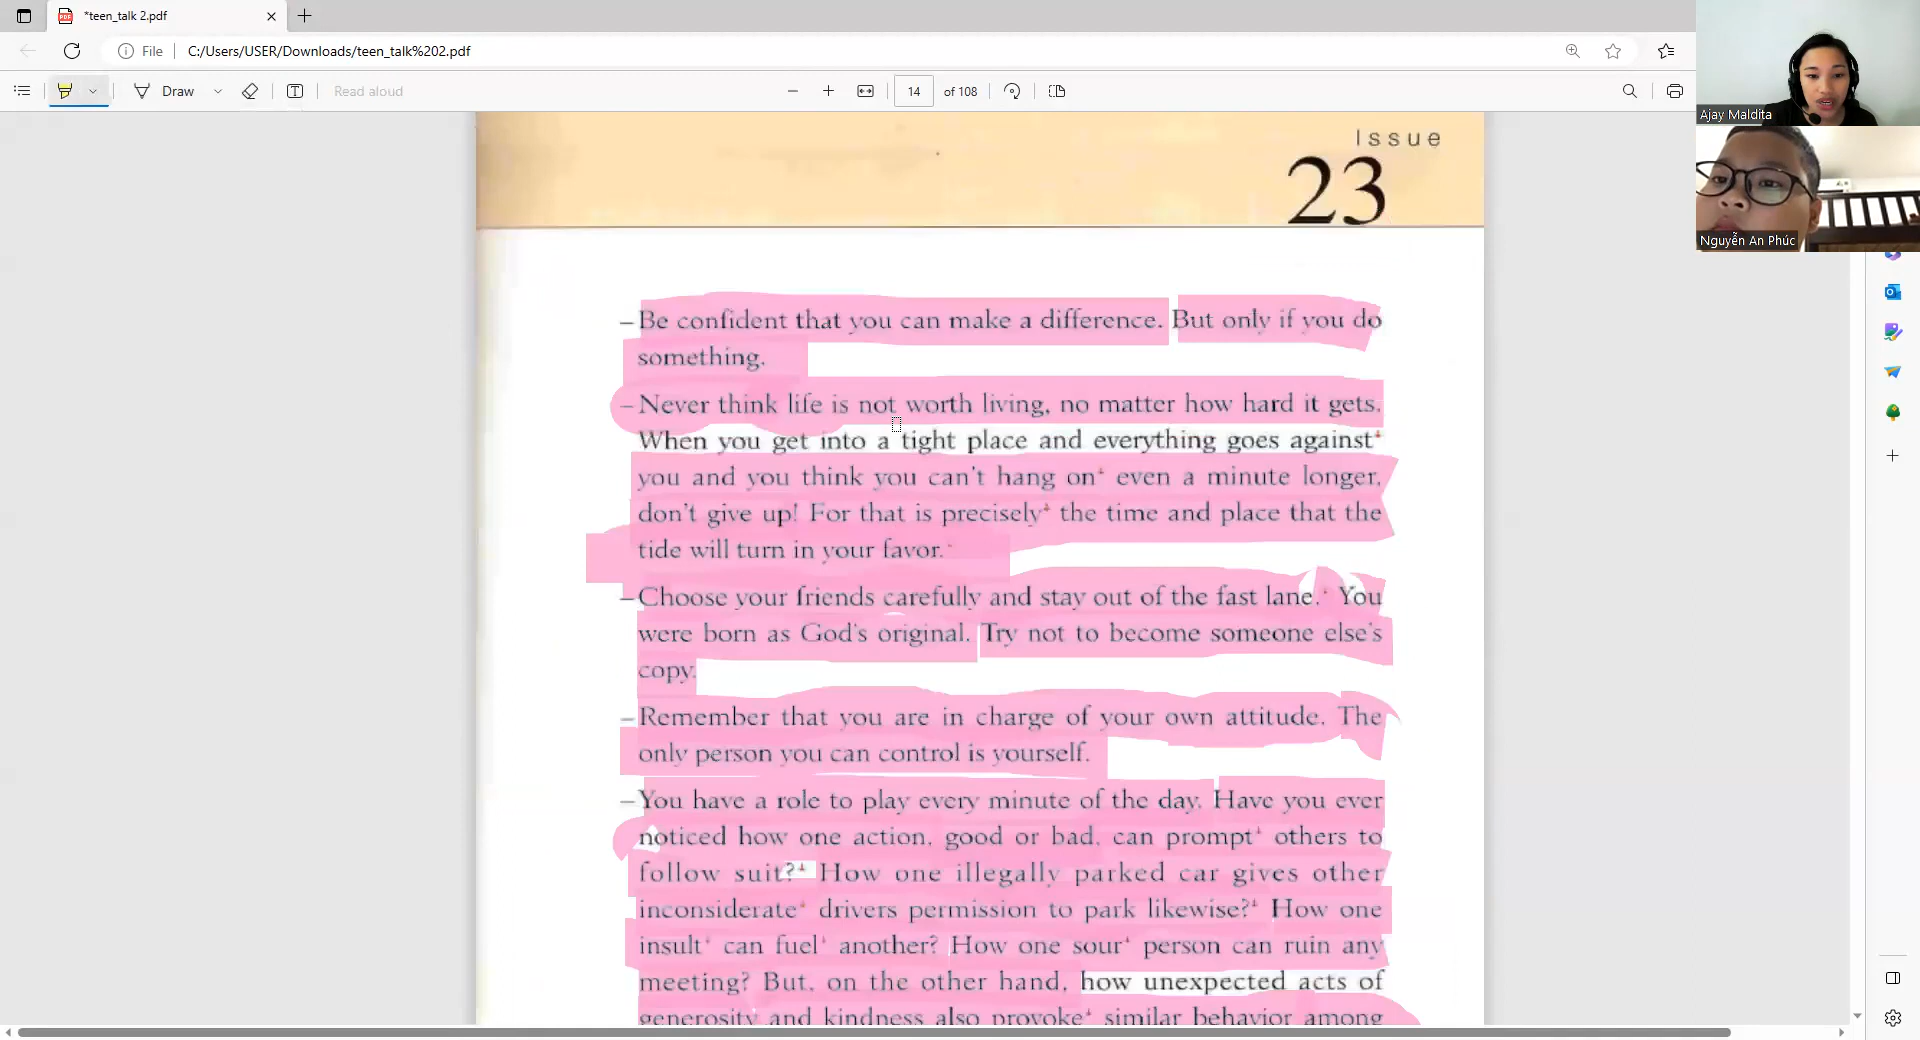 *teen_talk 2.pdf
File
C:/Users/USER/Downloads/teen_talk%202.pdf
Draw
Read aloud
14
of 108
Ajay Maldita
Nguyễn An Phúc
Issue
23
–Be confident that you can make a difference. But only if you do
something.
–Never think life is not worth living, no matter how hard it gets.
When you get into a tight place and everything goes against
you and you think you can't hang on even a minute longer,
don't give up! For that is precisely the time and place that the
tide will turn in your favor.
–Choose your friends carefully and stay out of the fast lane. You
were born as God's original. Try not to become someone else's
copy.
–Remember that you are in charge of your own attitude. The
only person you can control is yourself.
–You have a role to play every minute of the day. Have you ever
noticed how one action, good or bad, can prompt others to
follow suit? How one illegally parked car gives other
inconsiderate drivers permission to park likewise? How one
insult can fuel another? How one sour person can ruin any
meeting? But, on the other hand, how unexpected acts of
generosity and kindness also provoke similar behavior among